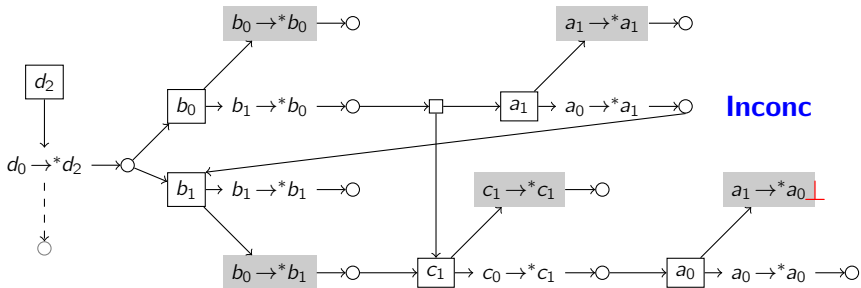 b₀→*b₀
a₁→*a₁
d₂
b₀
b₁→*b₀
a₁
a₀→*a₁
Inconc
d₀→*d₂
b₁
b₁→*b₁
c₁→*c₁
a₁→*a₀⊥
b₀→*b₁
c₁
c₀→*c₁
a₀
a₀→*a₀